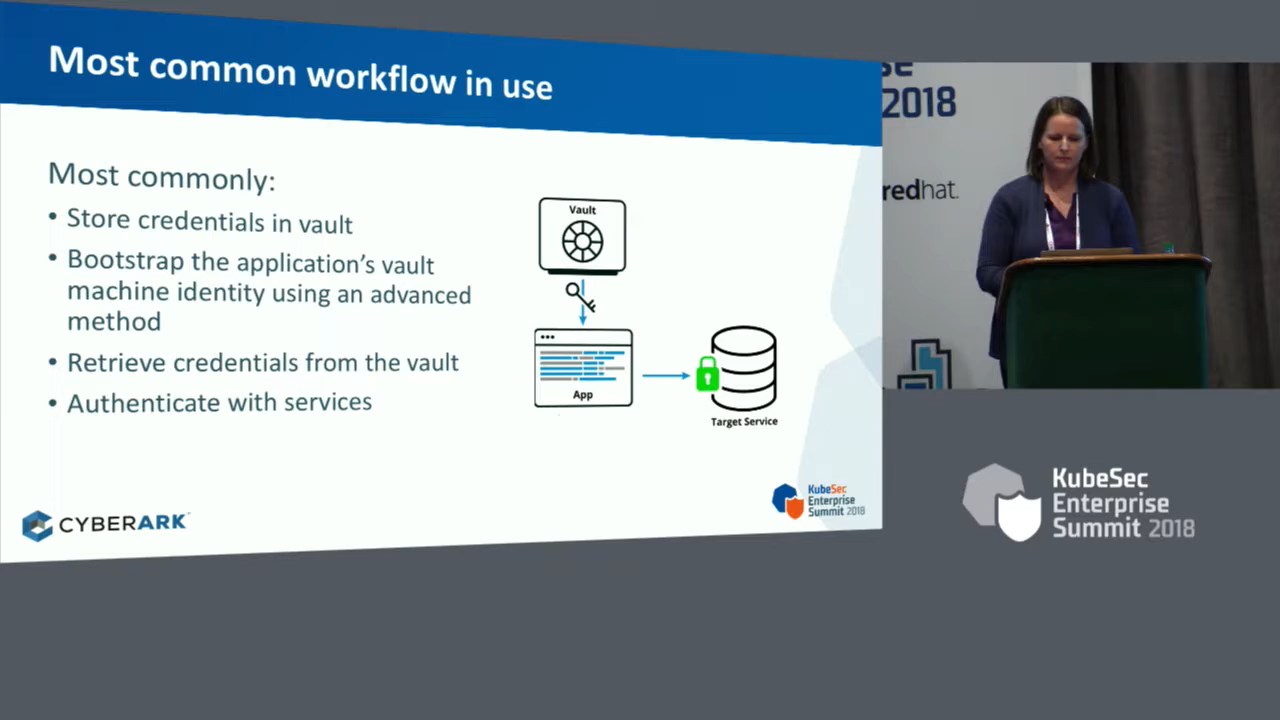 Most common workflow in use
Most commonly:
• Store credentials in vault
• Bootstrap the application's vault
machine identity using an advanced
method
• Retrieve credentials from the vault
• Authenticate with services
Vault
App
Target Service
CYBERARK
KubeSec
Enterprise
Summit 2018
2018
redhat.
KubeSec
Enterprise
Summit 2018